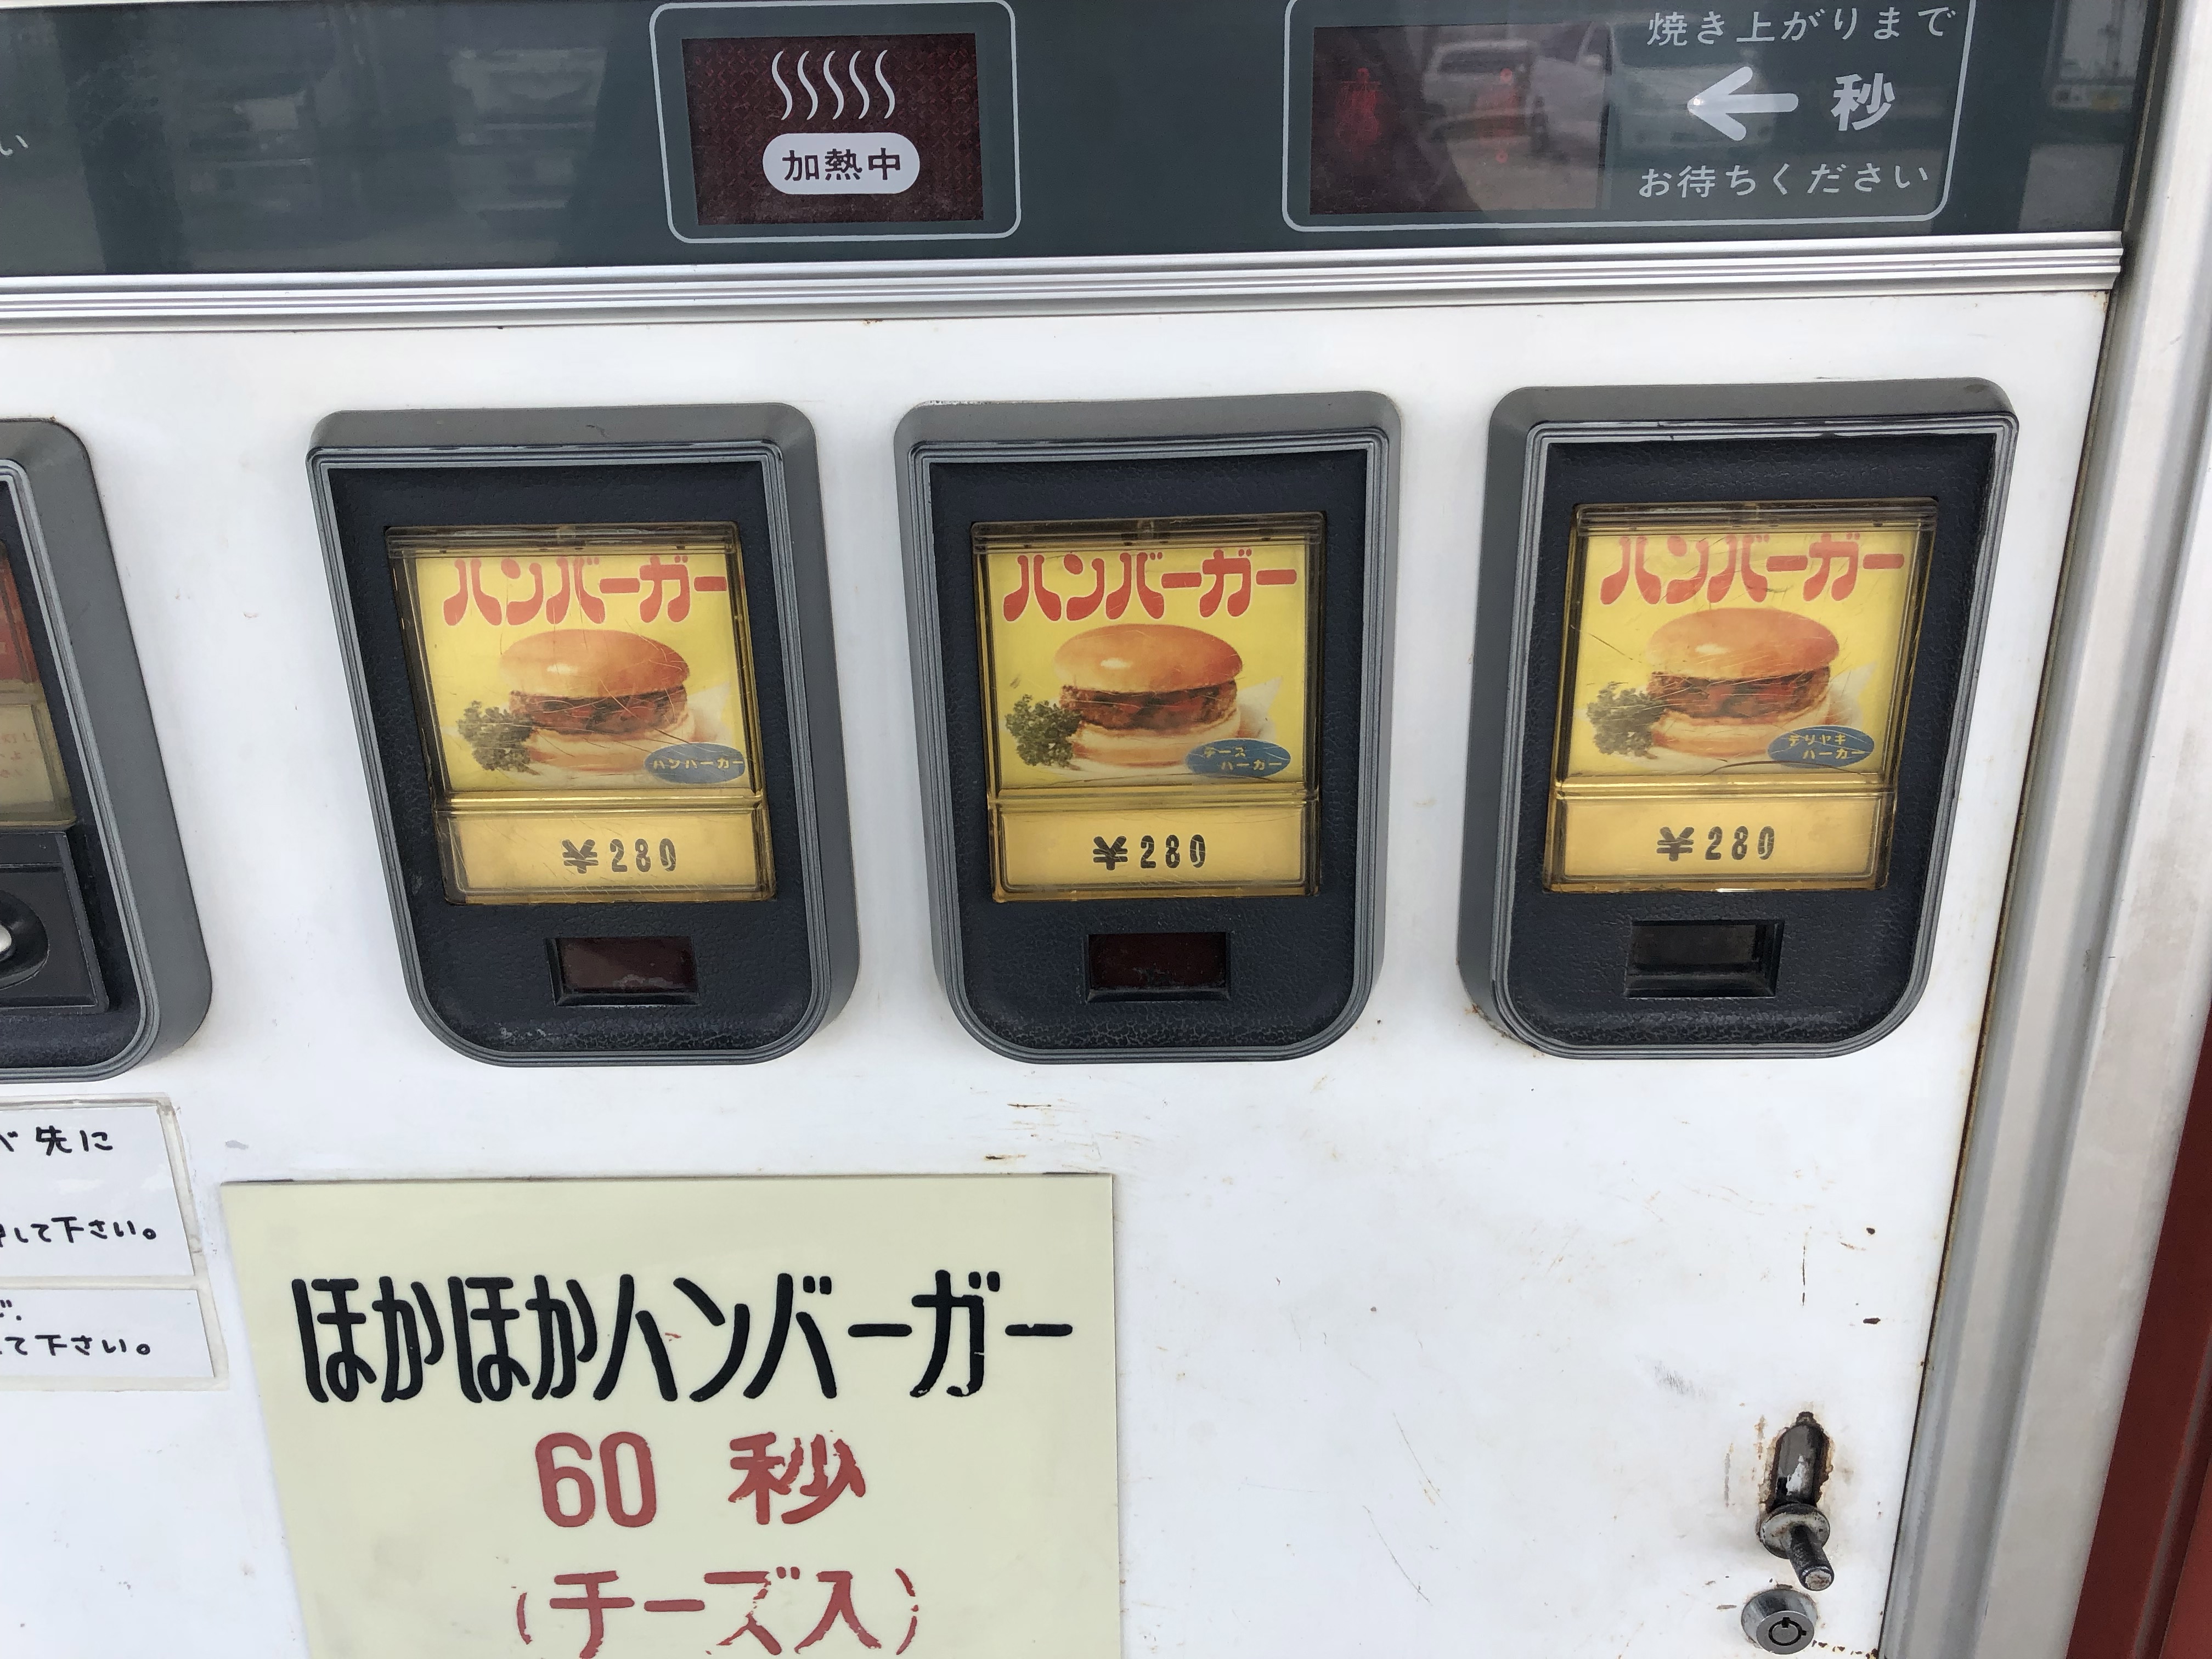 い
加熱中
焼き上がりまで
← 秒
お待ちください
ハンバーガー
ハンバーガー
¥280
ハンバーガー
チーズ
バーガー
¥280
ハンバーガー
テリヤキ
バーガー
¥280
先に
して下さい。
て下さい。
ほかほかハンバーガー
60 秒
(チーズ入)